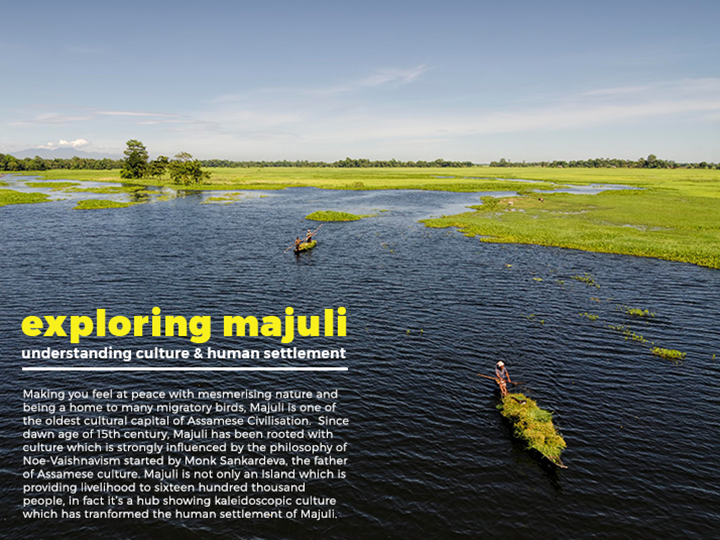 exploring majuli
understanding culture & human settlement
Making you feel at peace with mesmerising nature and
being a home to many migratory birds, Majuli is one of
the oldest cultural capital of Assamese Civilisation.  Since
dawn age of 15th century, Majuli has been rooted with
culture which is strongly influenced by the philosophy of
Noe-Vaishnavism started by Monk Sankardeva, the father
of Assamese culture. Majuli is not only an Island which is
providing livelihood to sixteen hundred thousand
people, in fact it's a hub showing kaleidoscopic culture
which has tranformed the human settlement of Majuli.